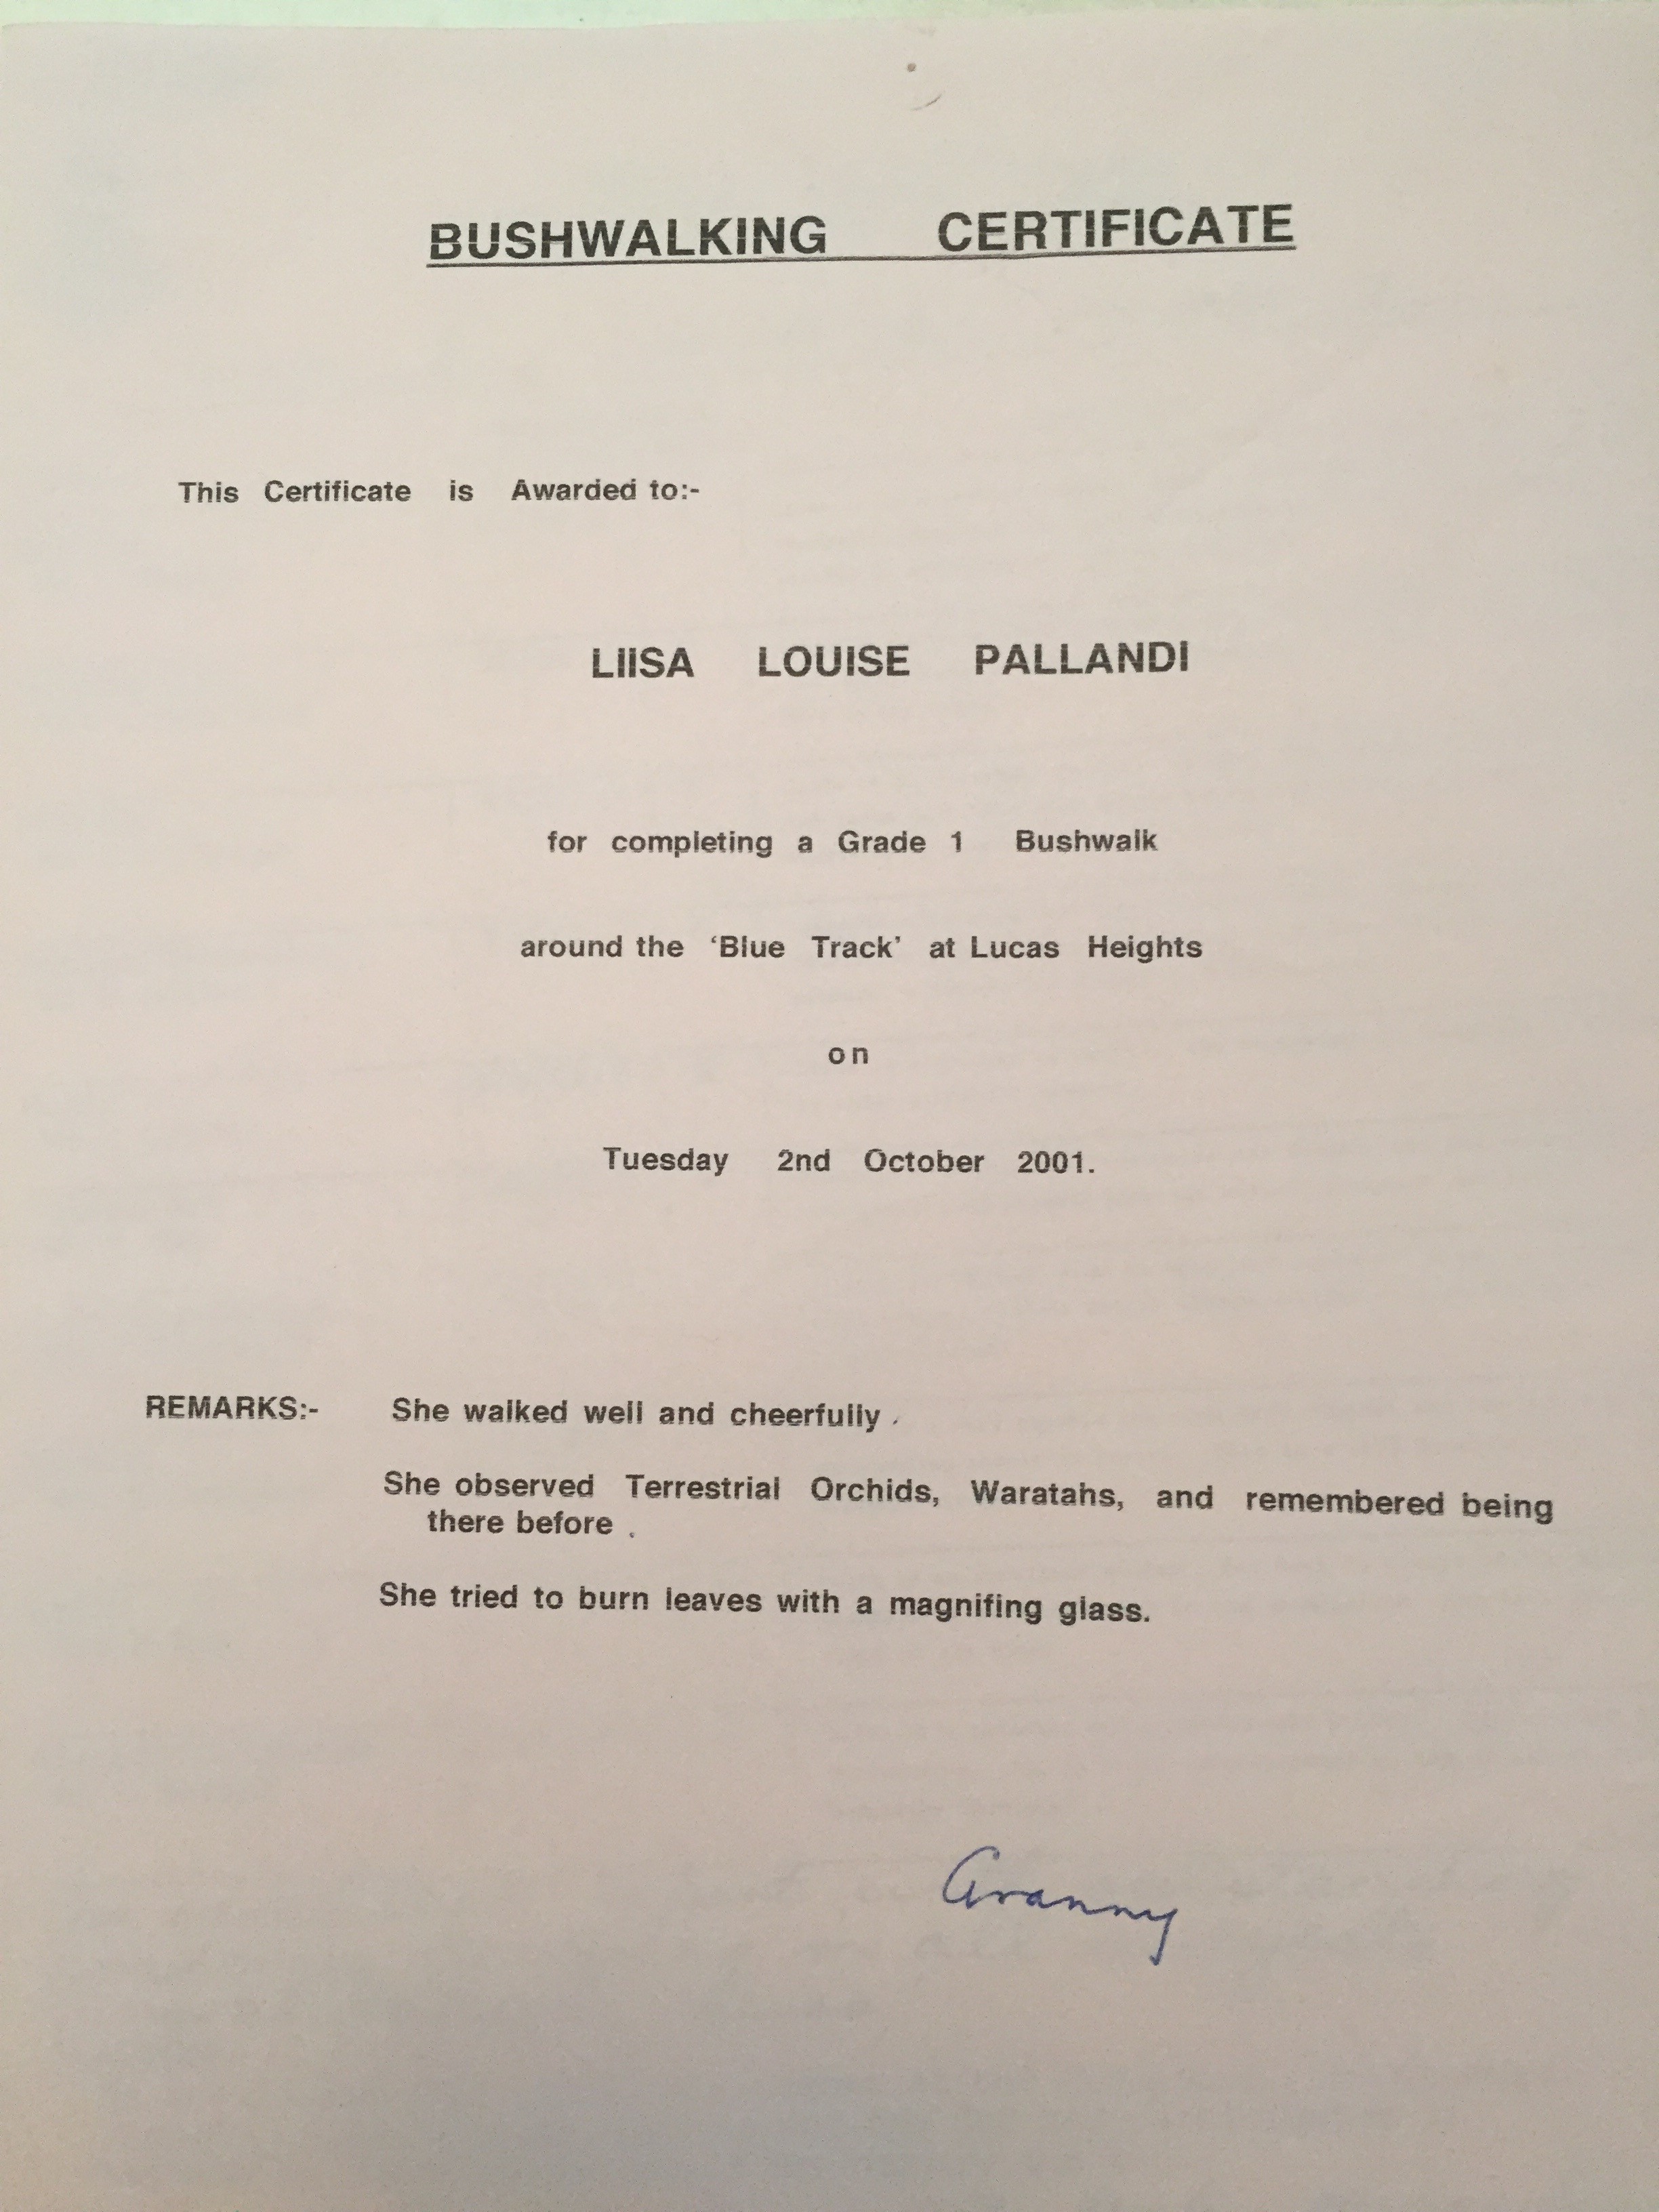 BUSHWALKING CERTIFICATE
This Certificate is Awarded to:-
LIISA LOUISE PALLANDI
for completing a Grade 1 Bushwalk
around the ‘Blue Track’ at Lucas Heights
on
Tuesday 2nd October 2001.
REMARKS:- She walked well and cheerfully .
She observed Terrestrial Orchids, Waratahs, and remembered being
there before .
She tried to burn leaves with a magnifing glass.
Granny